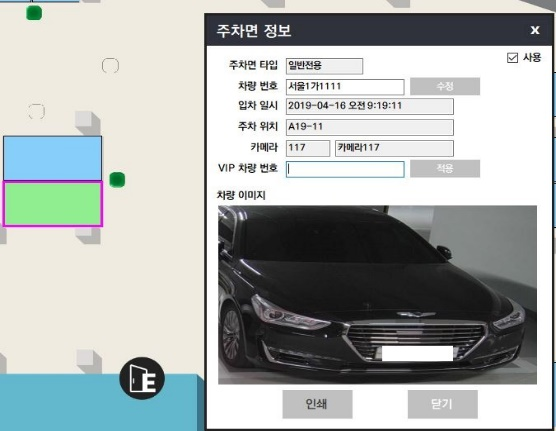 주차면 정보 X
사용
주차면 타입 일반전용
차량 번호 서울1가1111 수정
입차 일시 2019-04-16 오전 9:19:11
주차 위치 A19-11
카메라 117 카메라117
VIP 차량 번호 적용
차량 이미지
E
인쇄 닫기